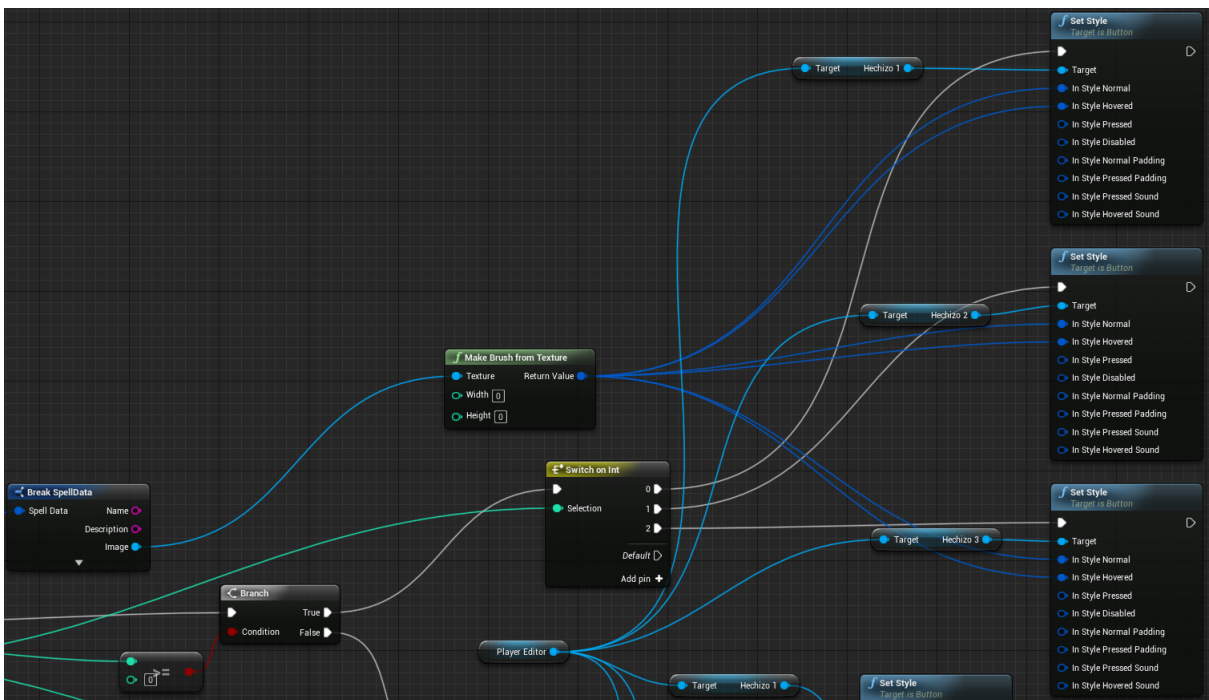 Set Style
Target is Button
Target
In Style Normal
In Style Hovered
In Style Pressed
In Style Disabled
In Style Normal Padding
In Style Pressed Padding
In Style Pressed Sound
In Style Hovered Sound
Target Hechizo 1
Set Style
Target is Button
Target
In Style Normal
In Style Hovered
In Style Pressed
In Style Disabled
In Style Normal Padding
In Style Pressed Padding
In Style Pressed Sound
In Style Hovered Sound
Target Hechizo 2
Make Brush from Texture
Texture Return Value
Width 0
Height 0
Switch on Int
0
Selection 1
2
Default
Add pin
Break SpellData
Spell Data Name
Description
Image
Set Style
Target is Button
Target
In Style Normal
In Style Hovered
In Style Pressed
In Style Disabled
In Style Normal Padding
In Style Pressed Padding
In Style Pressed Sound
In Style Hovered Sound
Target Hechizo 3
Branch
True
Condition False
>=
0
Player Editor
Target Hechizo 1
Set Style
Target is Button